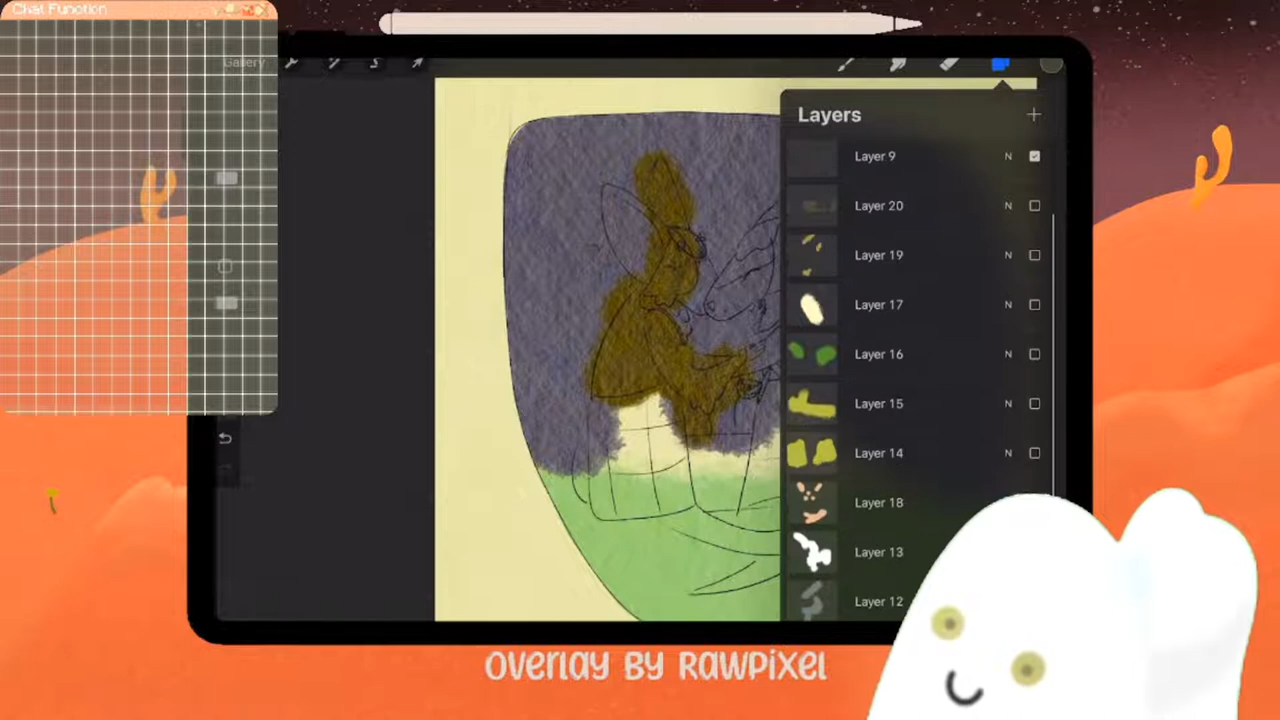 Chat Function
Gallery
Layers
Layer 9 N
Layer 20 N
Layer 19 N
Layer 17 N
Layer 16 N
Layer 15 N
Layer 14 N
Layer 18
Layer 13
Layer 12
OVERLAY BY RAWPIXEL